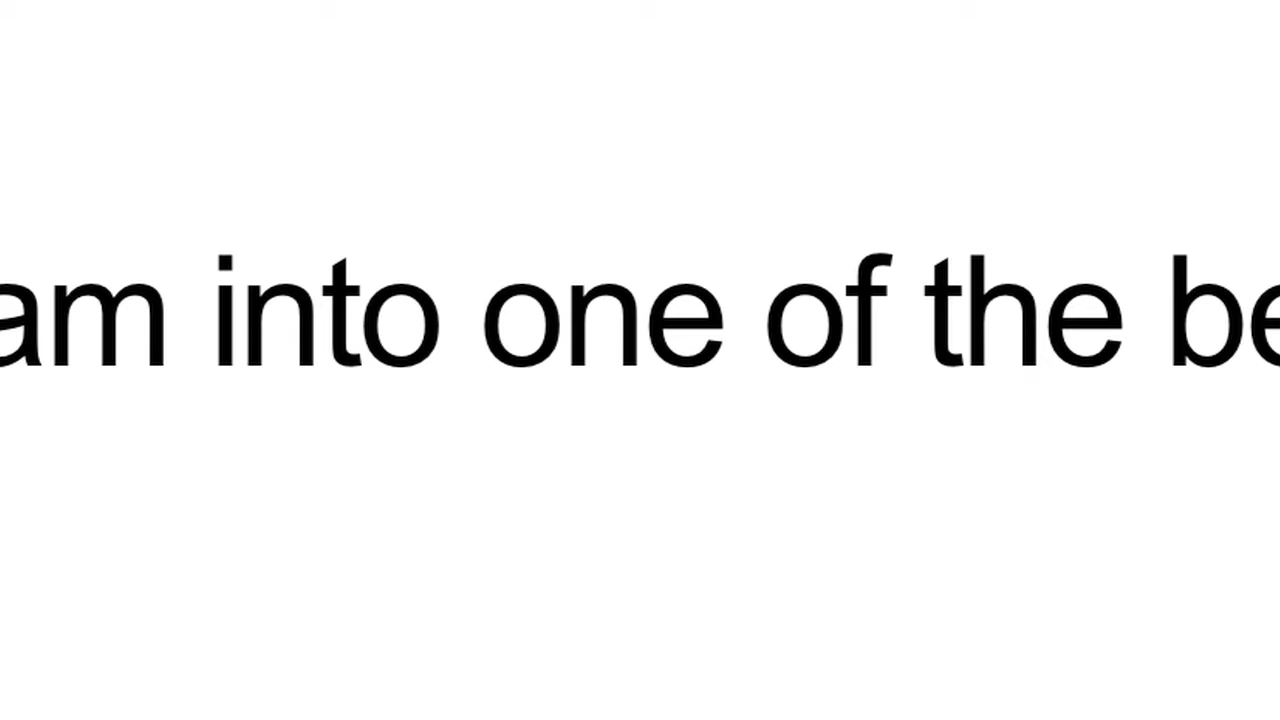 am into one of the be